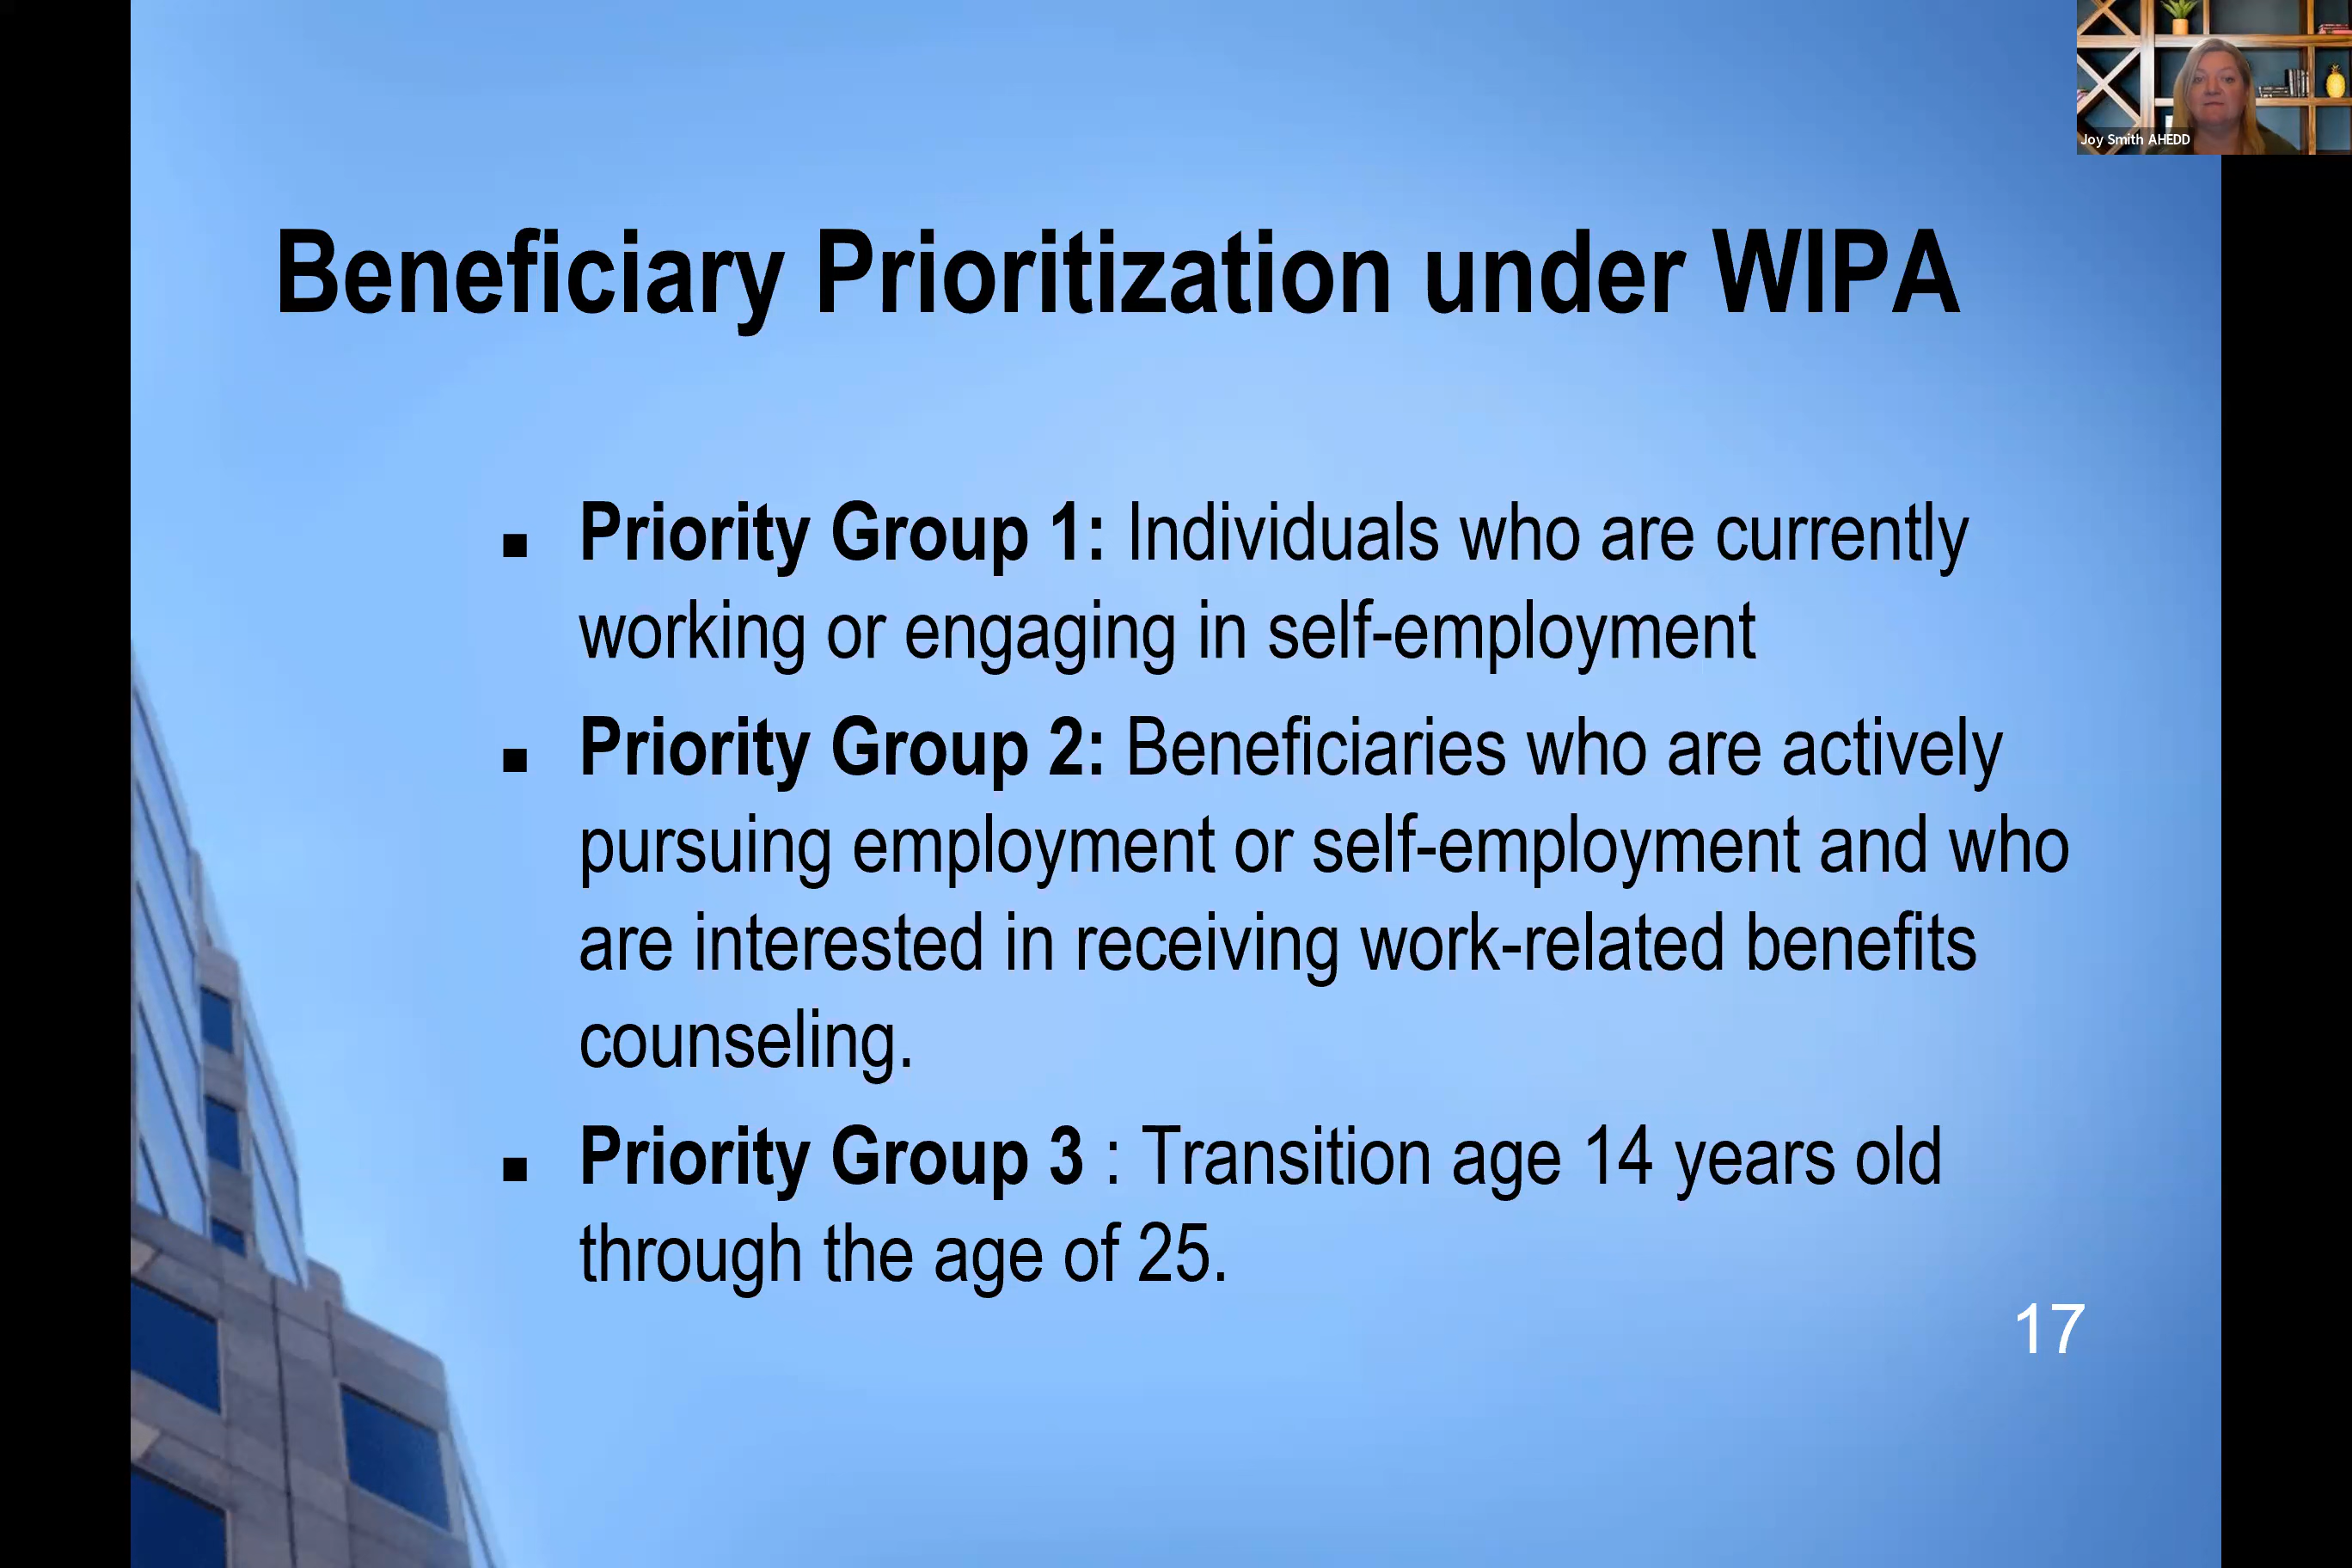 Joy Smith AHEDD
Beneficiary Prioritization under WIPA
▪ Priority Group 1: Individuals who are currently
working or engaging in self-employment
▪ Priority Group 2: Beneficiaries who are actively
pursuing employment or self-employment and who
are interested in receiving work-related benefits
counseling.
▪ Priority Group 3 : Transition age 14 years old
through the age of 25.
17